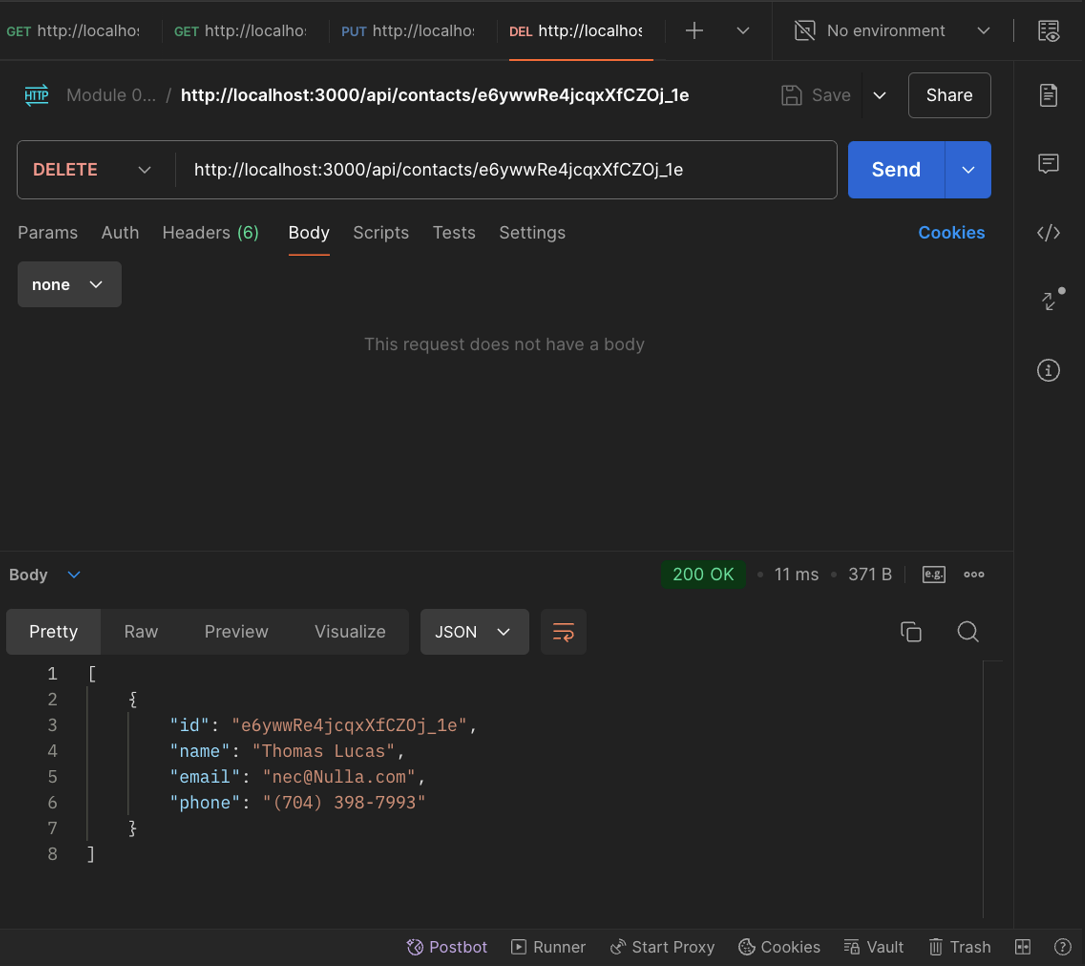 GET http://localhos GET http://localhos PUT http://localhos DEL http://localhos No environment
HTTP Module 0... / http://localhost:3000/api/contacts/e6ywwRe4jcqxXfCZOj_1e Save Share
DELETE http://localhost:3000/api/contacts/e6ywwRe4jcqxXfCZOj_1e Send
Params Auth Headers (6) Body Scripts Tests Settings Cookies
none
This request does not have a body
Body 200 OK • 11 ms • 371 B e.g.
Pretty Raw Preview Visualize JSON
1 [
2 {
3 "id": "e6ywwRe4jcqxXfCZOj_1e",
4 "name": "Thomas Lucas",
5 "email": "nec@Nulla.com",
6 "phone": "(704) 398-7993"
7 }
8 ]
Postbot Runner Start Proxy Cookies Vault Trash